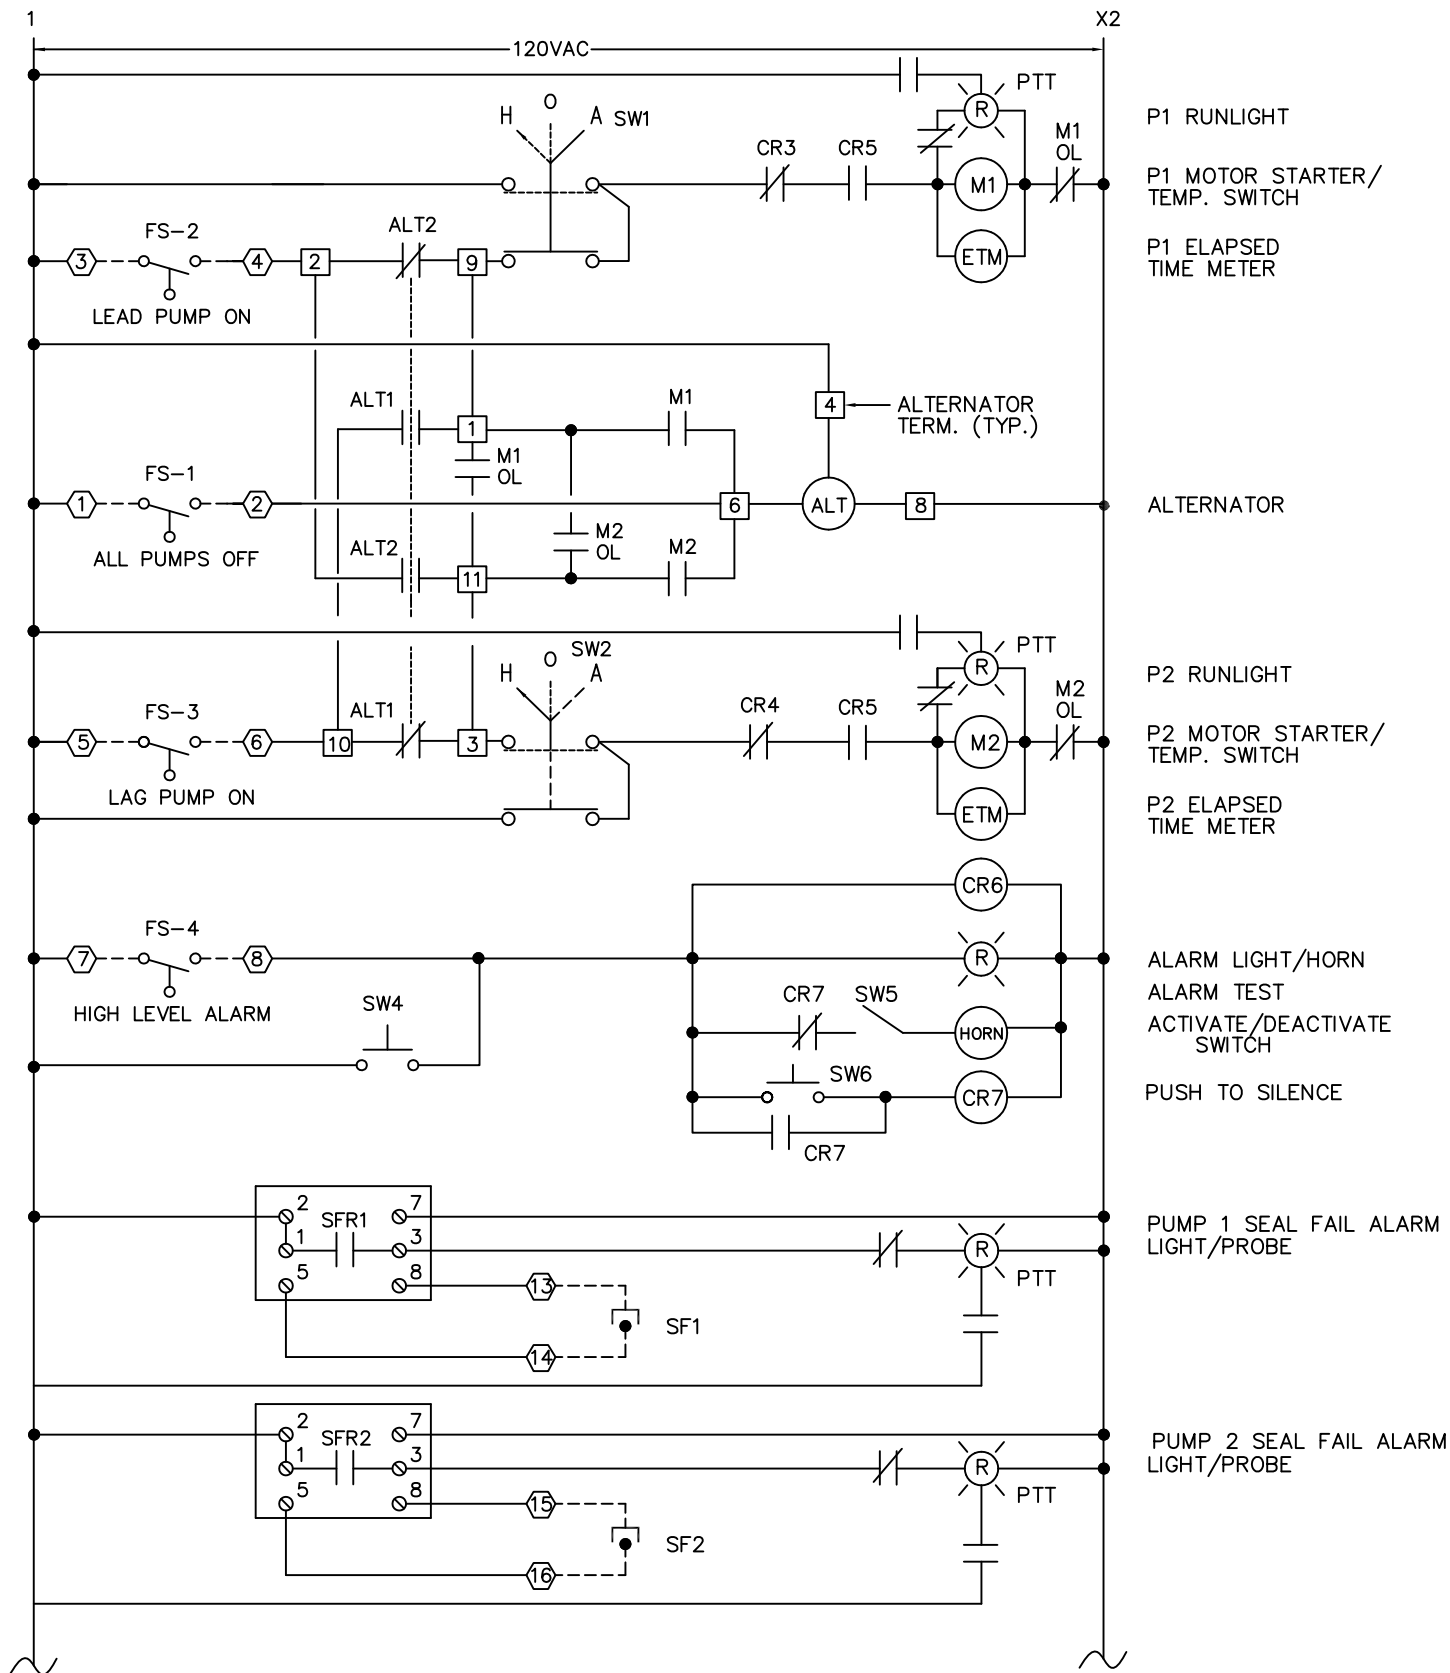 1
X2
120VAC
PTT
R
P1 RUNLIGHT
H
O
A
SW1
CR3
CR5
M1
M1
OL
P1 MOTOR STARTER/
TEMP. SWITCH
FS-2
3
4
2
ALT2
9
LEAD PUMP ON
ETM
P1 ELAPSED
TIME METER
ALT1
1
M1
4
ALTERNATOR
TERM. (TYP.)
M1
OL
FS-1
1
2
6
ALT
8
ALTERNATOR
ALL PUMPS OFF
M2
OL
ALT2
11
M2
PTT
R
P2 RUNLIGHT
H
O
SW2
A
CR4
CR5
M2
M2
OL
P2 MOTOR STARTER/
TEMP. SWITCH
FS-3
5
6
10
ALT1
3
LAG PUMP ON
ETM
P2 ELAPSED
TIME METER
CR6
FS-4
7
8
R
ALARM LIGHT/HORN
HIGH LEVEL ALARM
ALARM TEST
SW4
CR7
SW5
HORN
ACTIVATE/DEACTIVATE
SWITCH
SW6
CR7
PUSH TO SILENCE
CR7
2
SFR1
7
1
3
5
8
R
PTT
PUMP 1 SEAL FAIL ALARM
LIGHT/PROBE
13
SF1
14
2
SFR2
7
1
3
5
8
R
PTT
PUMP 2 SEAL FAIL ALARM
LIGHT/PROBE
15
SF2
16